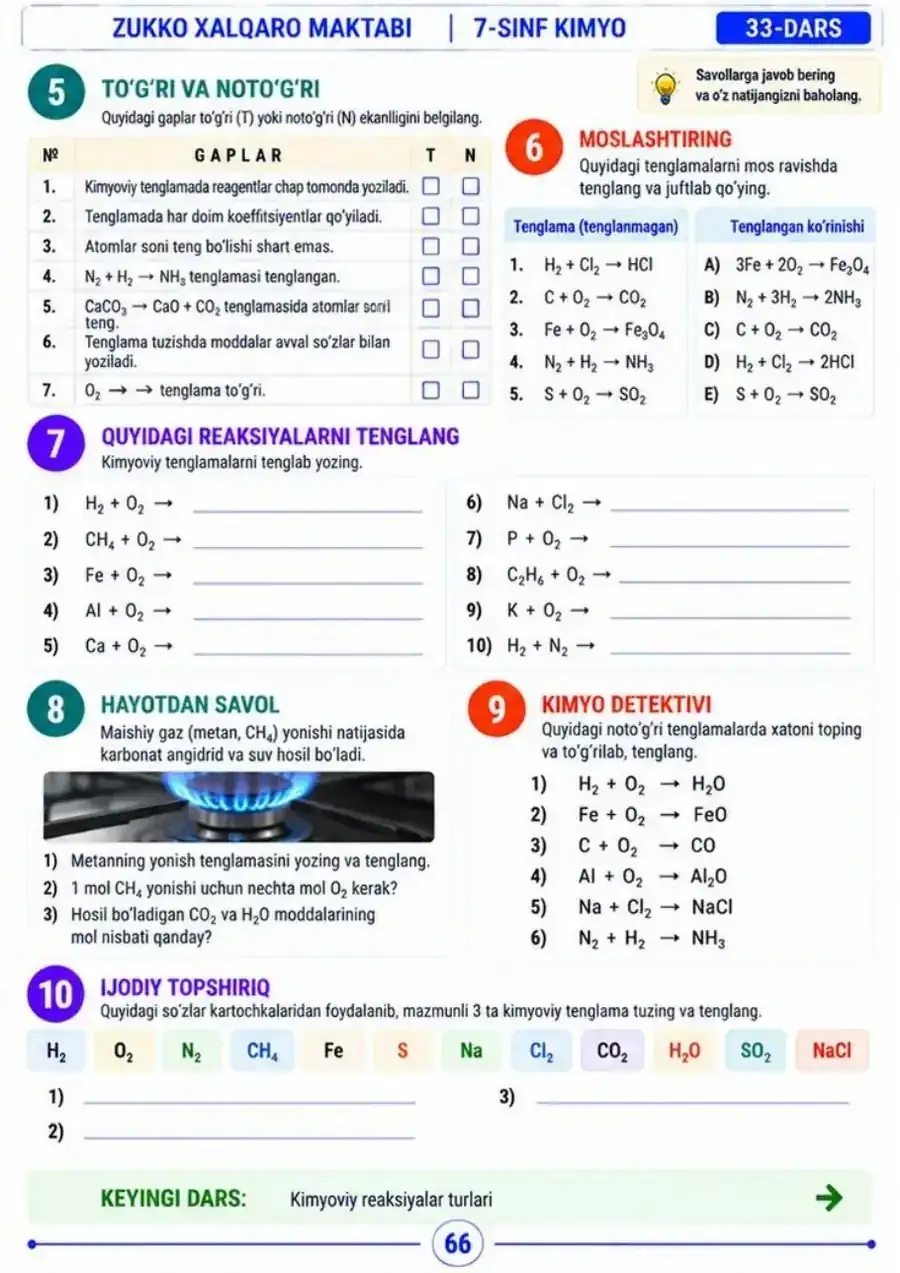 ZUKKO XALQARO MAKTABI | 7-SINF KIMYO
33-DARS
Savollarga javob bering
va o'z natijangizni baholang.
5 TO'G'RI VA NOTO'G'RI
Quyidagi gaplar to'g'ri (T) yoki noto'g'ri (N) ekanlligini belgilang.
№ GAPLAR T N
1. Kimyoviy tenglamada reagentlar chap tomonda yoziladi. ☐ ☐
2. Tenglamada har doim koeffitsiyentlar qo'yiladi. ☐ ☐
3. Atomlar soni teng bo'lishi shart emas. ☐ ☐
4. N₂ + H₂ → NH₃ tenglamasi tenglangan. ☐ ☐
5. CaCO₃ → CaO + CO₂ tenglamasida atomlar soni
teng. ☐ ☐
6. Tenglama tuzishda moddalar avval so'zlar bilan
yoziladi. ☐ ☐
7. O₂ → → tenglama to'g'ri. ☐ ☐
6 MOSLASHTIRING
Quyidagi tenglamalarni mos ravishda
tenglang va juftlab qo'ying.
Tenglama (tenglanmagan) Tenglangan ko'rinishi
1. H₂ + Cl₂ → HCl A) 3Fe + 2O₂ → Fe₃O₄
2. C + O₂ → CO₂ B) N₂ + 3H₂ → 2NH₃
3. Fe + O₂ → Fe₃O₄ C) C + O₂ → CO₂
4. N₂ + H₂ → NH₃ D) H₂ + Cl₂ → 2HCl
5. S + O₂ → SO₂ E) S + O₂ → SO₂
7 QUYIDAGI REAKSIYALARNI TENGLANG
Kimyoviy tenglamalarni tenglab yozing.
1) H₂ + O₂ →
2) CH₄ + O₂ →
3) Fe + O₂ →
4) Al + O₂ →
5) Ca + O₂ →
6) Na + Cl₂ →
7) P + O₂ →
8) C₂H₆ + O₂ →
9) K + O₂ →
10) H₂ + N₂ →
8 HAYOTDAN SAVOL
Maishiy gaz (metan, CH₄) yonishi natijasida
karbonat angidrid va suv hosil bo'ladi.
1) Metanning yonish tenglamasini yozing va tenglang.
2) 1 mol CH₄ yonishi uchun nechta mol O₂ kerak?
3) Hosil bo'ladigan CO₂ va H₂O moddalarining
mol nisbati qanday?
9 KIMYO DETEKTIVI
Quyidagi noto'g'ri tenglamalarda xatoni toping
va to'g'rilab, tenglang.
1) H₂ + O₂ → H₂O
2) Fe + O₂ → FeO
3) C + O₂ → CO
4) Al + O₂ → Al₂O
5) Na + Cl₂ → NaCl
6) N₂ + H₂ → NH₃
10 IJODIY TOPSHIRIQ
Quyidagi so'zlar kartochkalaridan foydalanib, mazmunli 3 ta kimyoviy tenglama tuzing va tenglang.
H₂ O₂ N₂ CH₄ Fe S Na Cl₂ CO₂ H₂O SO₂ NaCl
1)
2)
3)
KEYINGI DARS: Kimyoviy reaksiyalar turlari →
66